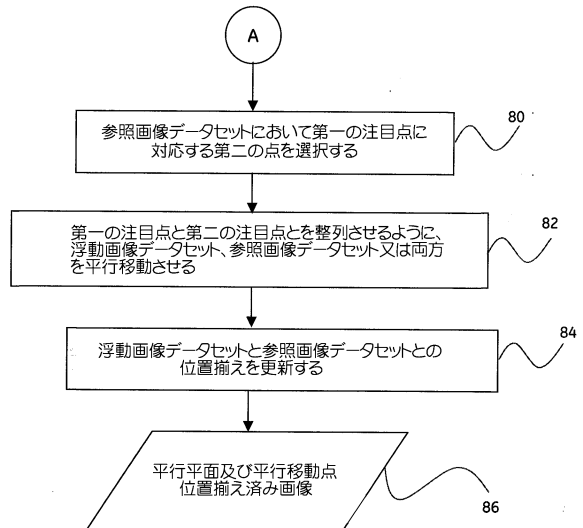 A
参照画像データセットにおいて第一の注目点に
対応する第二の点を選択する
80
第一の注目点と第二の注目点とを整列させるように、
浮動画像データセット、参照画像データセット又は両方
を平行移動させる
82
浮動画像データセットと参照画像データセットとの
位置揃えを更新する
84
平行平面及び平行移動点
位置揃え済み画像
86